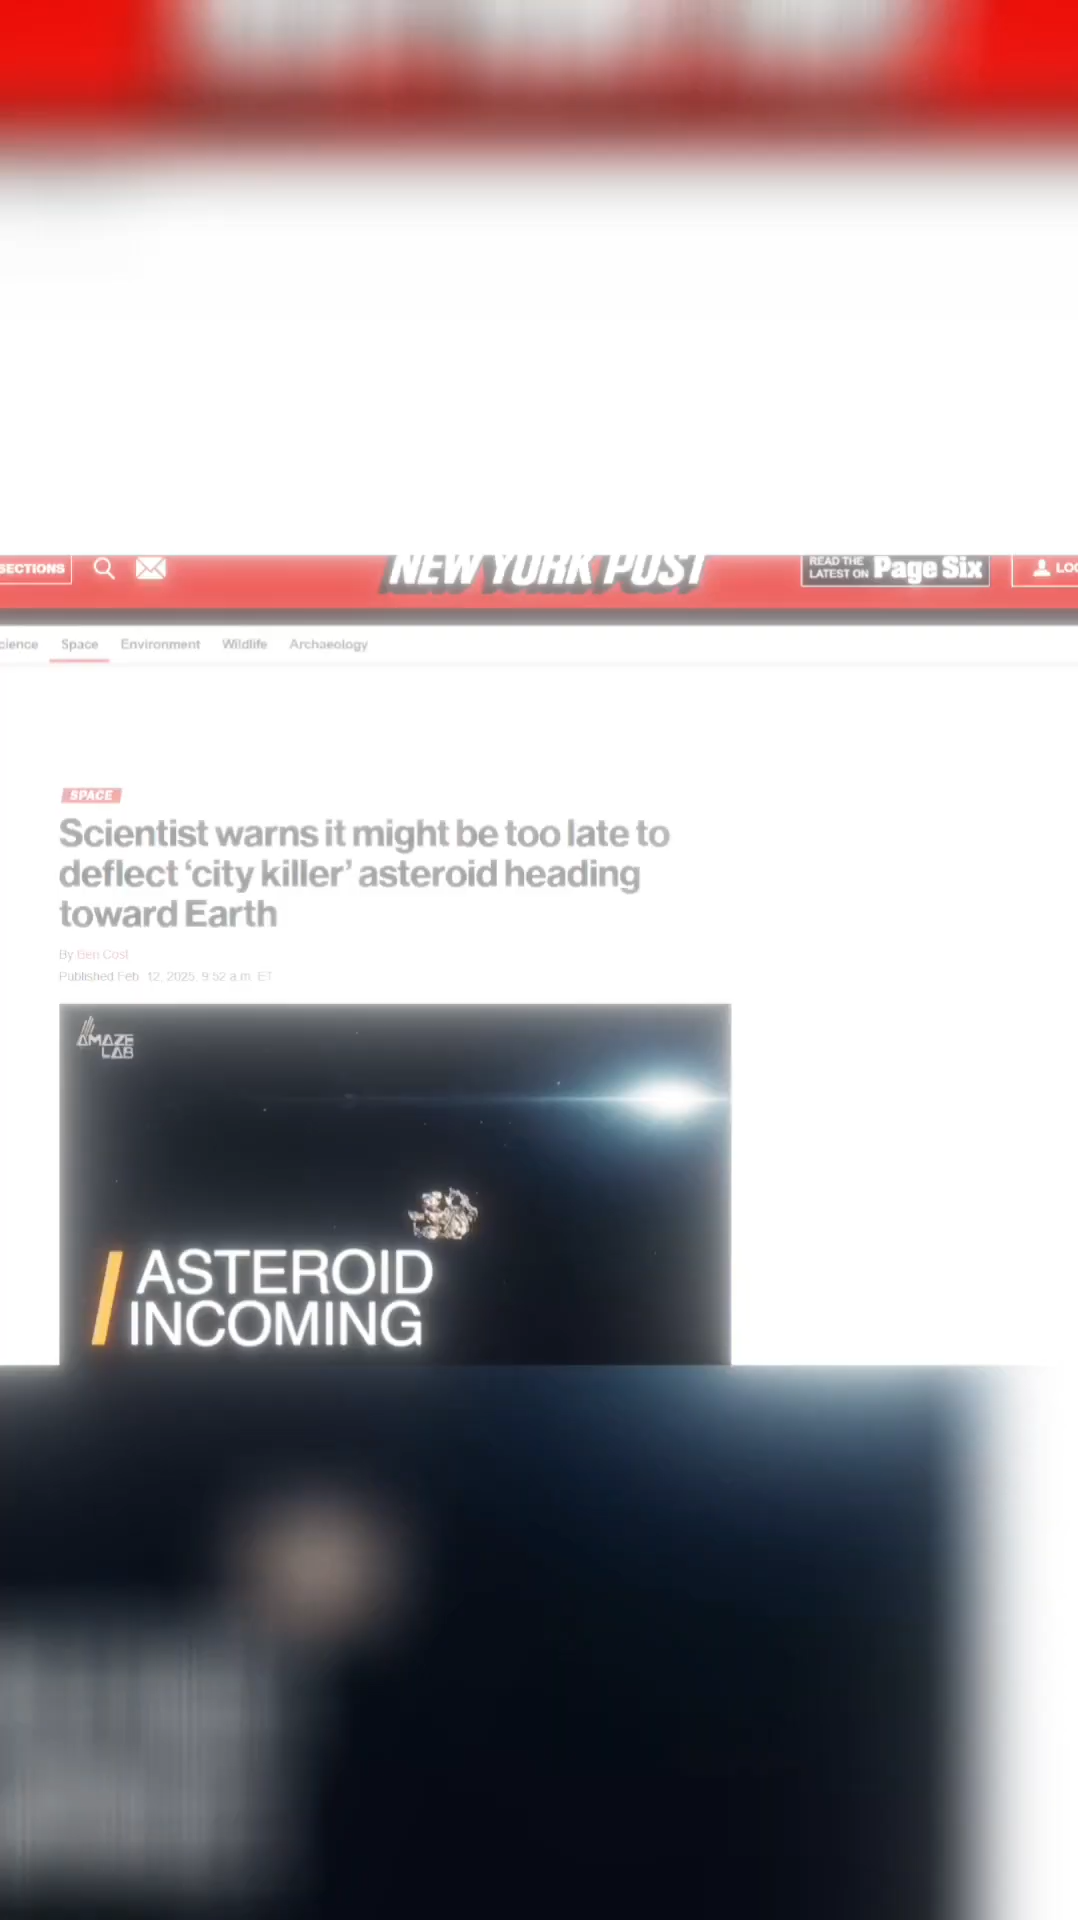 SECTIONS
NEW YORK POST
READ THE
LATEST ON Page Six
LOG
cience Space Environment Wildlife Archaeology
SPACE
Scientist warns it might be too late to
deflect ‘city killer’ asteroid heading
toward Earth
By Ben Cost
Published Feb. 12, 2025, 9:52 a.m. ET
AMAZE
LAB
ASTEROID
INCOMING